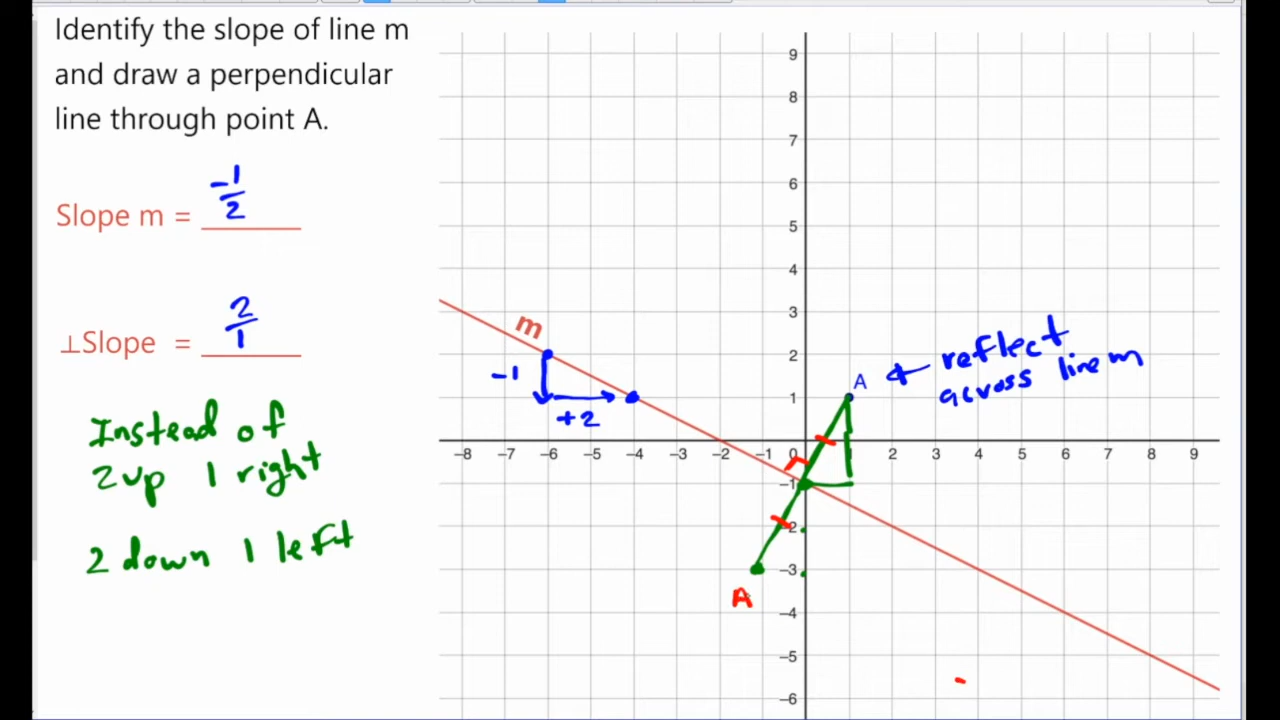 Identify the slope of line m
and draw a perpendicular
line through point A.
Slope m = -1/2
⊥Slope = 2/1
Instead of
2 up 1 right
2 down 1 left
m
-1
+2
A
reflect
across line m
A
9
8
7
6
5
4
3
2
1
−8 −7 −6 −5 −4 −3 −2 −1 0 2 3 4 5 6 7 8 9
−1
−2
−3
−4
−5
−6